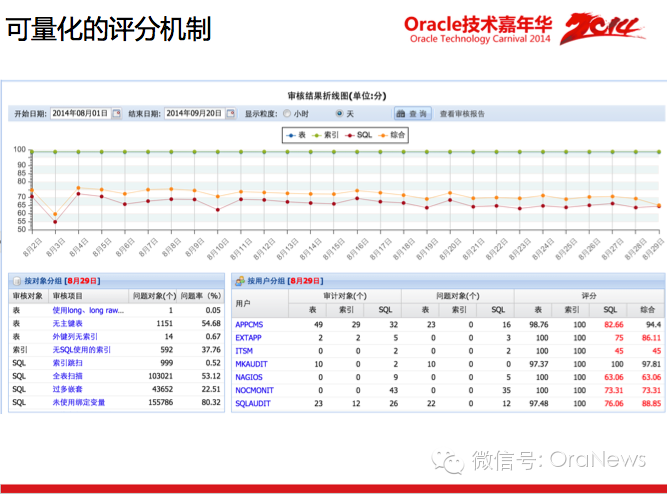 可量化的评分机制
Oracle技术嘉年华
Oracle Technology Carnival 2014
2014
审核结果折线图(单位:分)
开始日期: 2014年08月01日 结束日期: 2014年09月20日 显示粒度: 小时 天 查 询 查看审核报告
表 索引 SQL 综合
100
90
80
85
70
75
60
65
50
8月2日 8月3日 8月4日 8月5日 8月6日 8月7日 8月8日 8月9日 8月10日 8月11日 8月12日 8月13日 8月14日 8月15日 8月16日 8月17日 8月18日 8月19日 8月20日 8月21日 8月22日 8月23日 8月24日 8月25日 8月26日 8月27日 8月28日 8月29日
按对象分组 [8月29日]
审核对象 审核项目 问题对象(个) 问题率 (%)
表 使用long、long raw... 1 0.05
表 无主键表 1151 54.68
表 外键列无索引 14 0.67
索引 无SQL使用的索引 592 37.76
SQL 索引跳扫 999 0.52
SQL 全表扫描 103021 53.12
SQL 过多嵌套 43652 22.51
SQL 未使用绑定变量 155786 80.32
按用户分组 [8月29日]
用户 审计对象(个) 问题对象(个) 评分
表 索引 SQL 表 索引 SQL 表 索引 SQL 综合
APPCMS 49 29 32 23 0 16 98.76 100 82.66 94.4
EXTAPP 2 2 5 0 0 3 100 100 75 86.11
ITSM 0 0 2 0 0 2 100 100 45 45
MKAUDIT 10 0 2 10 0 0 97.37 100 100 97.81
NAGIOS 0 0 9 0 0 5 100 100 63.06 63.06
NOCMONIT 0 0 43 0 0 35 100 100 73.31 73.31
SQLAUDIT 23 12 26 22 0 12 97.48 100 76.06 88.85
微信号: OraNews